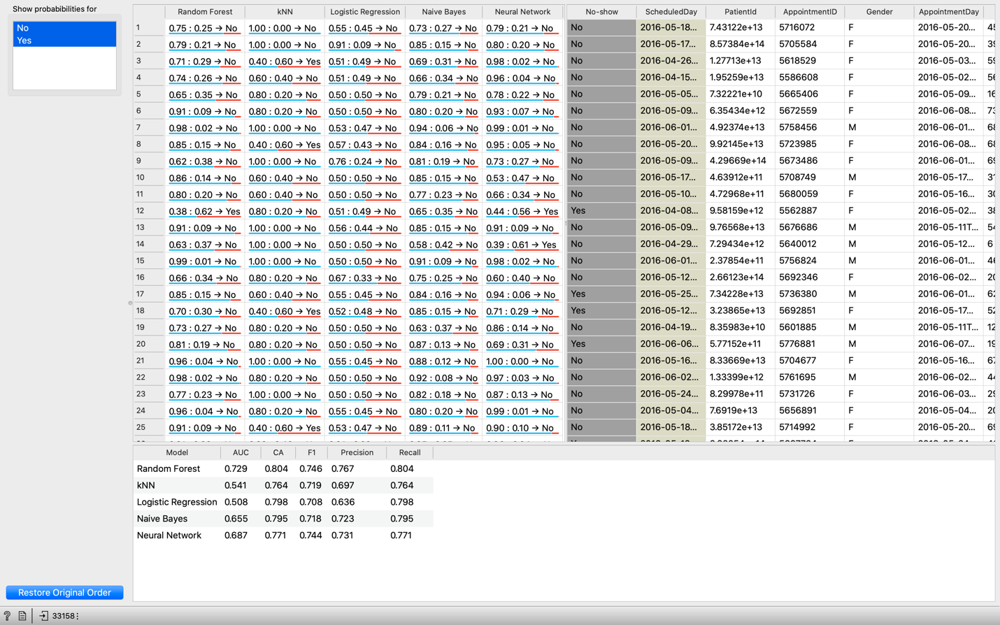 Show probabibilities for
No
Yes
Random Forest kNN Logistic Regression Naive Bayes Neural Network No-show ScheduledDay PatientId AppointmentID Gender AppointmentDay
1 0.75 : 0.25 → No 1.00 : 0.00 → No 0.55 : 0.45 → No 0.73 : 0.27 → No 0.79 : 0.21 → No No 2016-05-18... 7.43122e+13 5716072 F 2016-05-20... 45
2 0.79 : 0.21 → No 1.00 : 0.00 → No 0.91 : 0.09 → No 0.85 : 0.15 → No 0.80 : 0.20 → No No 2016-05-17... 8.57384e+14 5705584 F 2016-05-20... 39
3 0.71 : 0.29 → No 0.40 : 0.60 → Yes 0.51 : 0.49 → No 0.69 : 0.31 → No 0.98 : 0.02 → No No 2016-04-26... 1.27713e+13 5618529 F 2016-05-03... 59
4 0.74 : 0.26 → No 0.60 : 0.40 → No 0.51 : 0.49 → No 0.66 : 0.34 → No 0.96 : 0.04 → No No 2016-04-15... 1.95259e+13 5586608 F 2016-05-02... 56
5 0.65 : 0.35 → No 0.80 : 0.20 → No 0.50 : 0.50 → No 0.79 : 0.21 → No 0.78 : 0.22 → No No 2016-05-05... 7.32221e+10 5665406 F 2016-05-09... 16
6 0.91 : 0.09 → No 0.80 : 0.20 → No 0.50 : 0.50 → No 0.80 : 0.20 → No 0.93 : 0.07 → No No 2016-05-09... 6.35434e+12 5672559 F 2016-06-08... 73
7 0.98 : 0.02 → No 1.00 : 0.00 → No 0.53 : 0.47 → No 0.94 : 0.06 → No 0.99 : 0.01 → No No 2016-06-01... 4.92374e+13 5758456 M 2016-06-01... 68
8 0.85 : 0.15 → No 0.40 : 0.60 → Yes 0.57 : 0.43 → No 0.84 : 0.16 → No 0.95 : 0.05 → No No 2016-05-20... 9.92145e+13 5723985 F 2016-06-08... 68
9 0.62 : 0.38 → No 1.00 : 0.00 → No 0.76 : 0.24 → No 0.81 : 0.19 → No 0.73 : 0.27 → No No 2016-05-09... 4.29669e+14 5673486 F 2016-06-01... 69
10 0.86 : 0.14 → No 0.60 : 0.40 → No 0.50 : 0.50 → No 0.85 : 0.15 → No 0.53 : 0.47 → No No 2016-05-17... 4.63912e+11 5708749 M 2016-05-17... 31
11 0.80 : 0.20 → No 0.60 : 0.40 → No 0.50 : 0.50 → No 0.77 : 0.23 → No 0.66 : 0.34 → No No 2016-05-10... 4.72968e+11 5680059 F 2016-05-16... 30
12 0.38 : 0.62 → Yes 0.80 : 0.20 → No 0.51 : 0.49 → No 0.65 : 0.35 → No 0.44 : 0.56 → Yes Yes 2016-04-08... 9.58159e+12 5562887 F 2016-05-02... 38
13 0.91 : 0.09 → No 1.00 : 0.00 → No 0.56 : 0.44 → No 0.85 : 0.15 → No 0.91 : 0.09 → No No 2016-05-09... 9.76568e+13 5676686 M 2016-05-11T... 54
14 0.63 : 0.37 → No 1.00 : 0.00 → No 0.50 : 0.50 → No 0.58 : 0.42 → No 0.39 : 0.61 → Yes No 2016-04-29... 7.29434e+12 5640012 M 2016-05-12... 6
15 0.99 : 0.01 → No 1.00 : 0.00 → No 0.50 : 0.50 → No 0.91 : 0.09 → No 0.98 : 0.02 → No No 2016-06-01... 2.37854e+11 5756824 M 2016-06-01... 46
16 0.66 : 0.34 → No 0.80 : 0.20 → No 0.67 : 0.33 → No 0.75 : 0.25 → No 0.60 : 0.40 → No No 2016-05-12... 2.66123e+14 5692346 F 2016-06-02... 20
17 0.85 : 0.15 → No 0.60 : 0.40 → No 0.55 : 0.45 → No 0.84 : 0.16 → No 0.94 : 0.06 → No Yes 2016-05-25... 7.34228e+13 5736380 M 2016-06-01... 62
18 0.70 : 0.30 → No 0.40 : 0.60 → Yes 0.52 : 0.48 → No 0.85 : 0.15 → No 0.71 : 0.29 → No Yes 2016-05-12... 3.23865e+13 5692851 F 2016-05-17... 52
19 0.73 : 0.27 → No 0.80 : 0.20 → No 0.50 : 0.50 → No 0.63 : 0.37 → No 0.86 : 0.14 → No No 2016-04-19... 8.35983e+10 5601885 M 2016-05-11T... 12
20 0.81 : 0.19 → No 0.80 : 0.20 → No 0.50 : 0.50 → No 0.87 : 0.13 → No 0.69 : 0.31 → No Yes 2016-06-06... 5.77152e+11 5776881 M 2016-06-07... 19
21 0.96 : 0.04 → No 1.00 : 0.00 → No 0.55 : 0.45 → No 0.88 : 0.12 → No 1.00 : 0.00 → No No 2016-05-16... 8.33669e+13 5704677 F 2016-05-16... 67
22 0.98 : 0.02 → No 0.80 : 0.20 → No 0.50 : 0.50 → No 0.92 : 0.08 → No 0.97 : 0.03 → No No 2016-06-02... 1.33399e+12 5761695 M 2016-06-02... 44
23 0.77 : 0.23 → No 1.00 : 0.00 → No 0.50 : 0.50 → No 0.82 : 0.18 → No 0.87 : 0.13 → No No 2016-05-24... 8.29978e+11 5731726 F 2016-06-03... 29
24 0.96 : 0.04 → No 0.80 : 0.20 → No 0.55 : 0.45 → No 0.80 : 0.20 → No 0.99 : 0.01 → No No 2016-05-04... 7.6919e+13 5656891 F 2016-05-04... 20
25 0.91 : 0.09 → No 0.40 : 0.60 → Yes 0.53 : 0.47 → No 0.89 : 0.11 → No 0.90 : 0.10 → No No 2016-05-18... 3.85172e+13 5714992 F 2016-05-20... 69
Model AUC CA F1 Precision Recall
Random Forest 0.729 0.804 0.746 0.767 0.804
kNN 0.541 0.764 0.719 0.697 0.764
Logistic Regression 0.508 0.798 0.708 0.636 0.798
Naive Bayes 0.655 0.795 0.718 0.723 0.795
Neural Network 0.687 0.771 0.744 0.731 0.771
Restore Original Order
? 33158